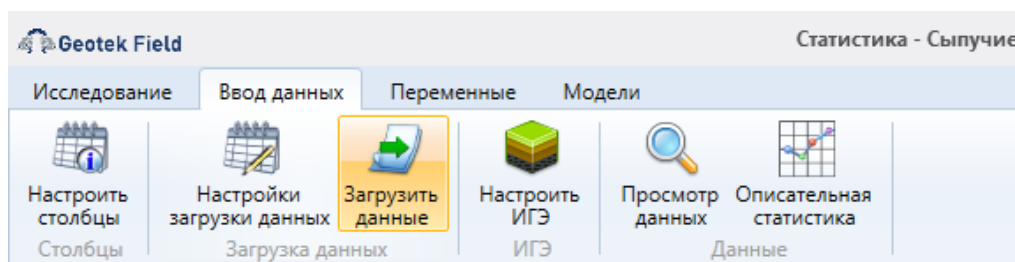 Geotek Field
Статистика - Сыпучие
Исследование Ввод данных Переменные Модели
Настроить столбцы
Настройки загрузки данных
Загрузить данные
Настроить ИГЭ
Просмотр данных
Описательная статистика
Столбцы Загрузка данных ИГЭ Данные